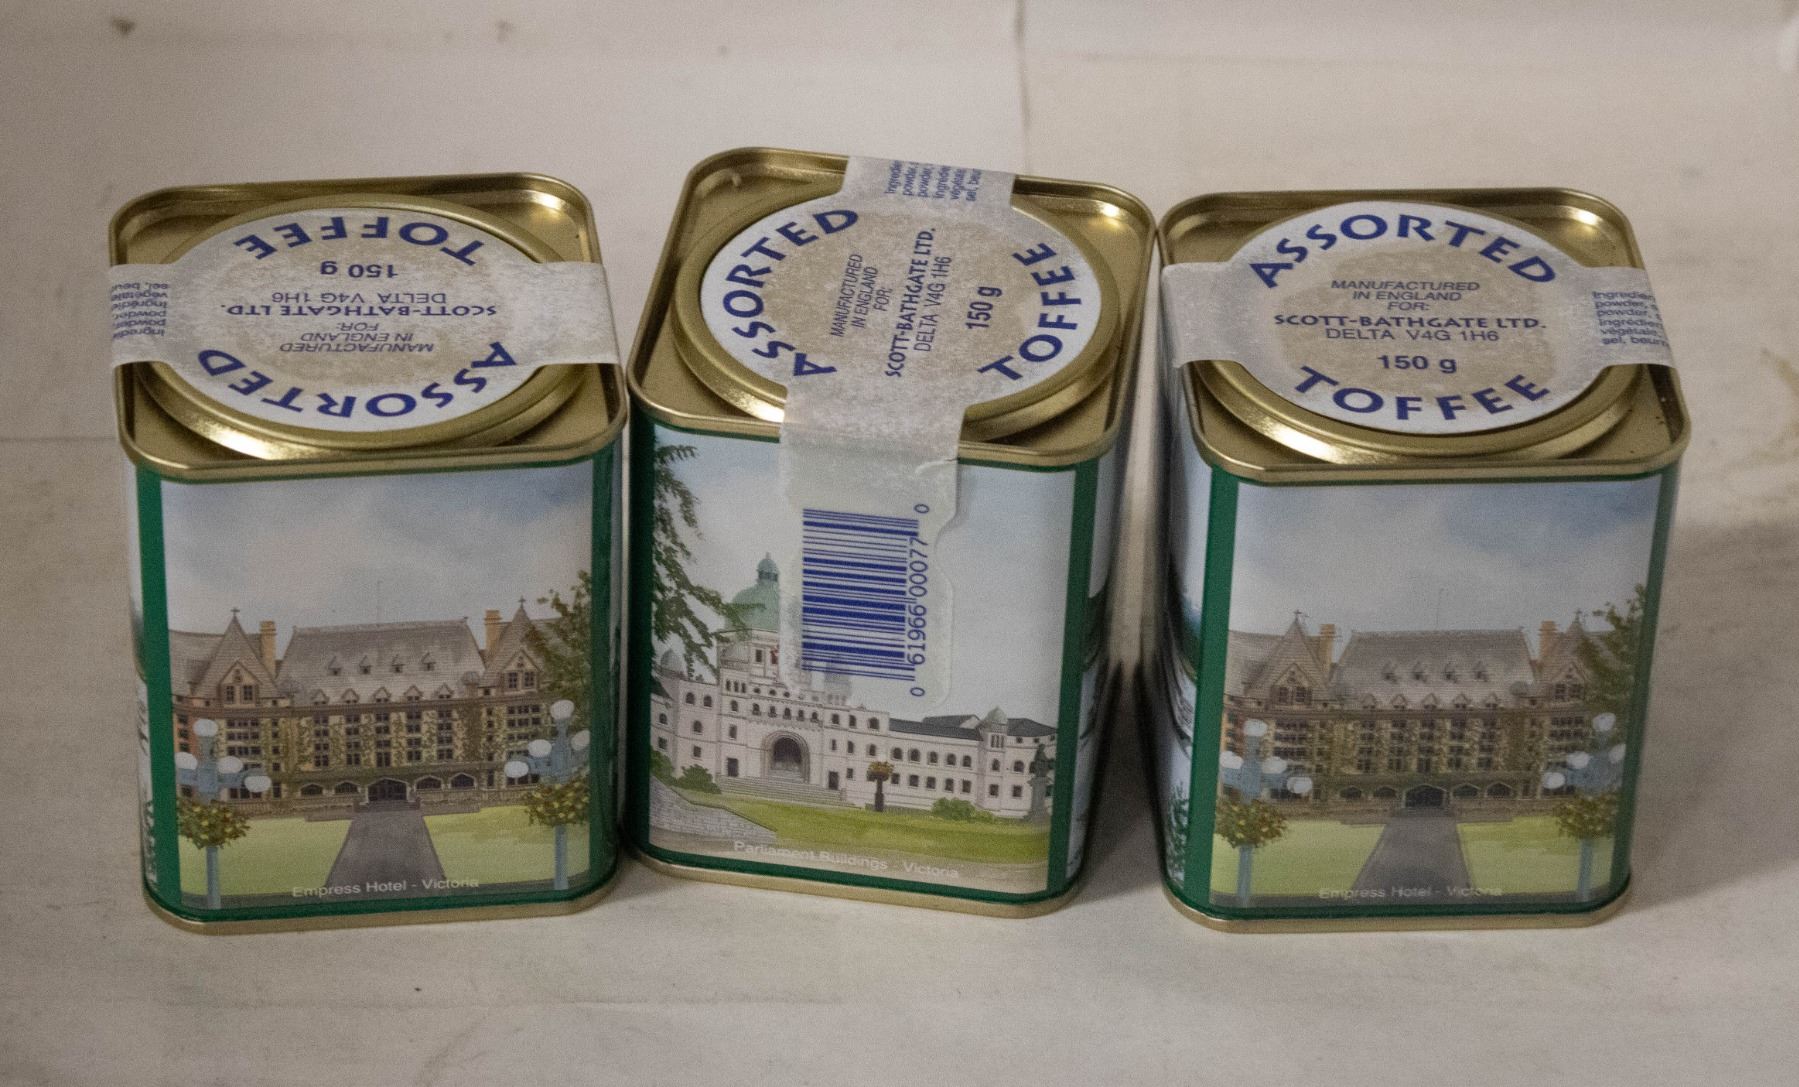 TOFFEE
150 g
DELTA V4G 1H6
SCOTT-BATHGATE LTD.
FOR:
IN ENGLAND
MANUFACTURED
ASSORTED
Empress Hotel - Victoria
ASSORTED
MANUFACTURED
IN ENGLAND
FOR:
SCOTT-BATHGATE LTD.
DELTA V4G 1H6
150 g
TOFFEE
0 61966 00077 0
Parliament Buildings - Victoria
ASSORTED
MANUFACTURED
IN ENGLAND
FOR:
SCOTT-BATHGATE LTD.
DELTA V4G 1H6
150 g
TOFFEE
powder,
sel,
Empress Hotel - Victoria